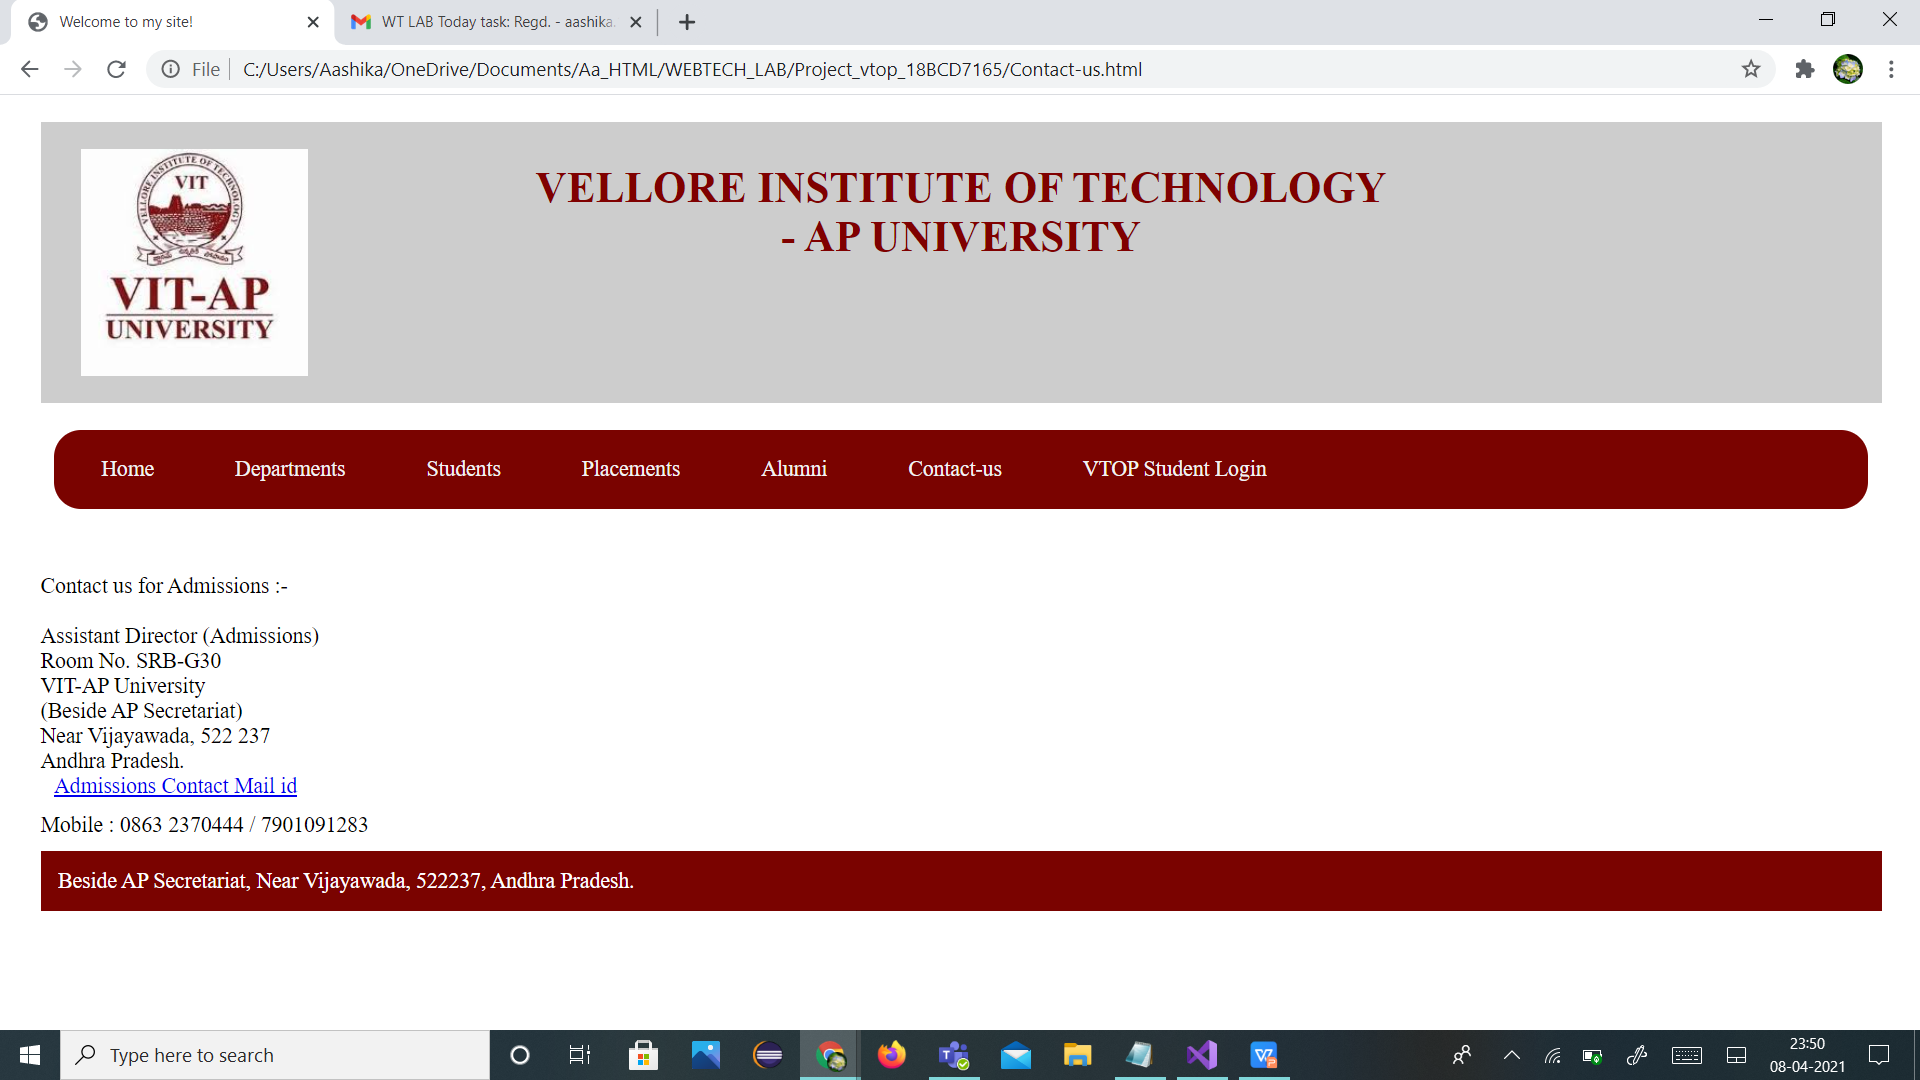 Welcome to my site!
WT LAB Today task: Regd. - aashika.
File
C:/Users/Aashika/OneDrive/Documents/Aa_HTML/WEBTECH_LAB/Project_vtop_18BCD7165/Contact-us.html
VELLORE INSTITUTE OF TECHNOLOGY
VIT
VIT-AP
UNIVERSITY
VELLORE INSTITUTE OF TECHNOLOGY
- AP UNIVERSITY
Home Departments Students Placements Alumni Contact-us VTOP Student Login
Contact us for Admissions :-
Assistant Director (Admissions)
Room No. SRB-G30
VIT-AP University
(Beside AP Secretariat)
Near Vijayawada, 522 237
Andhra Pradesh.
Admissions Contact Mail id
Mobile : 0863 2370444 / 7901091283
Beside AP Secretariat, Near Vijayawada, 522237, Andhra Pradesh.
Type here to search
23:50
08-04-2021